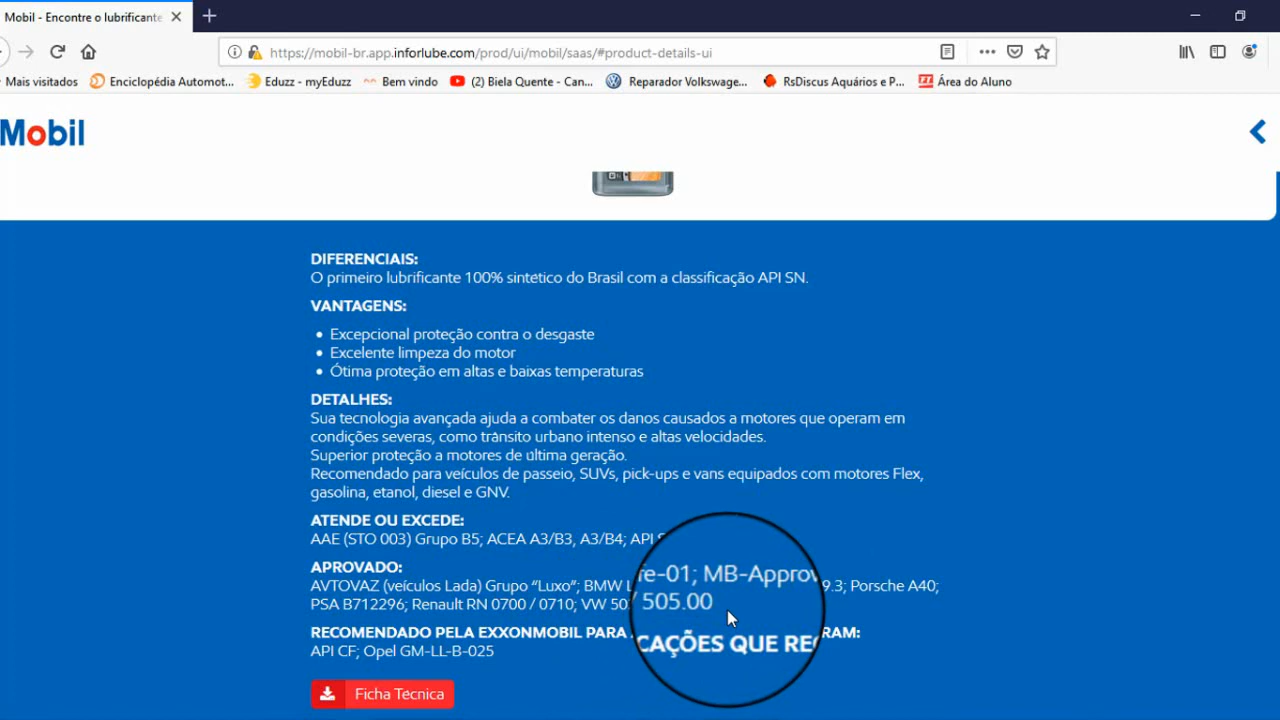 Mobil - Encontre o lubrificante
https://mobil-br.app.inforlube.com/prod/ui/mobil/saas/#product-details-ui
Mais visitados Enciclopédia Automot... Eduzz - myEduzz Bem vindo (2) Biela Quente - Can... Reparador Volkswage... RsDiscus Aquários e P... Área do Aluno
Mobil
DIFERENCIAIS:
O primeiro lubrificante 100% sintético do Brasil com a classificação API SN.
VANTAGENS:
• Excepcional proteção contra o desgaste
• Excelente limpeza do motor
• Ótima proteção em altas e baixas temperaturas
DETALHES:
Sua tecnologia avançada ajuda a combater os danos causados a motores que operam em
condições severas, como trânsito urbano intenso e altas velocidades.
Superior proteção a motores de última geração.
Recomendado para veículos de passeio, SUVs, pick-ups e vans equipados com motores Flex,
gasolina, etanol, diesel e GNV.
ATENDE OU EXCEDE:
AAE (STO 003) Grupo B5; ACEA A3/B3, A3/B4; API
APROVADO:
AVTOVAZ (veículos Lada) Grupo “Luxo”; BMW fe-01; MB-Approv 9.3; Porsche A40;
PSA B712296; Renault RN 0700 / 0710; VW 505.00
RECOMENDADO PELA EXXONMOBIL PARA CAÇÕES QUE RE RAM:
API CF; Opel GM-LL-B-025
Ficha Técnica